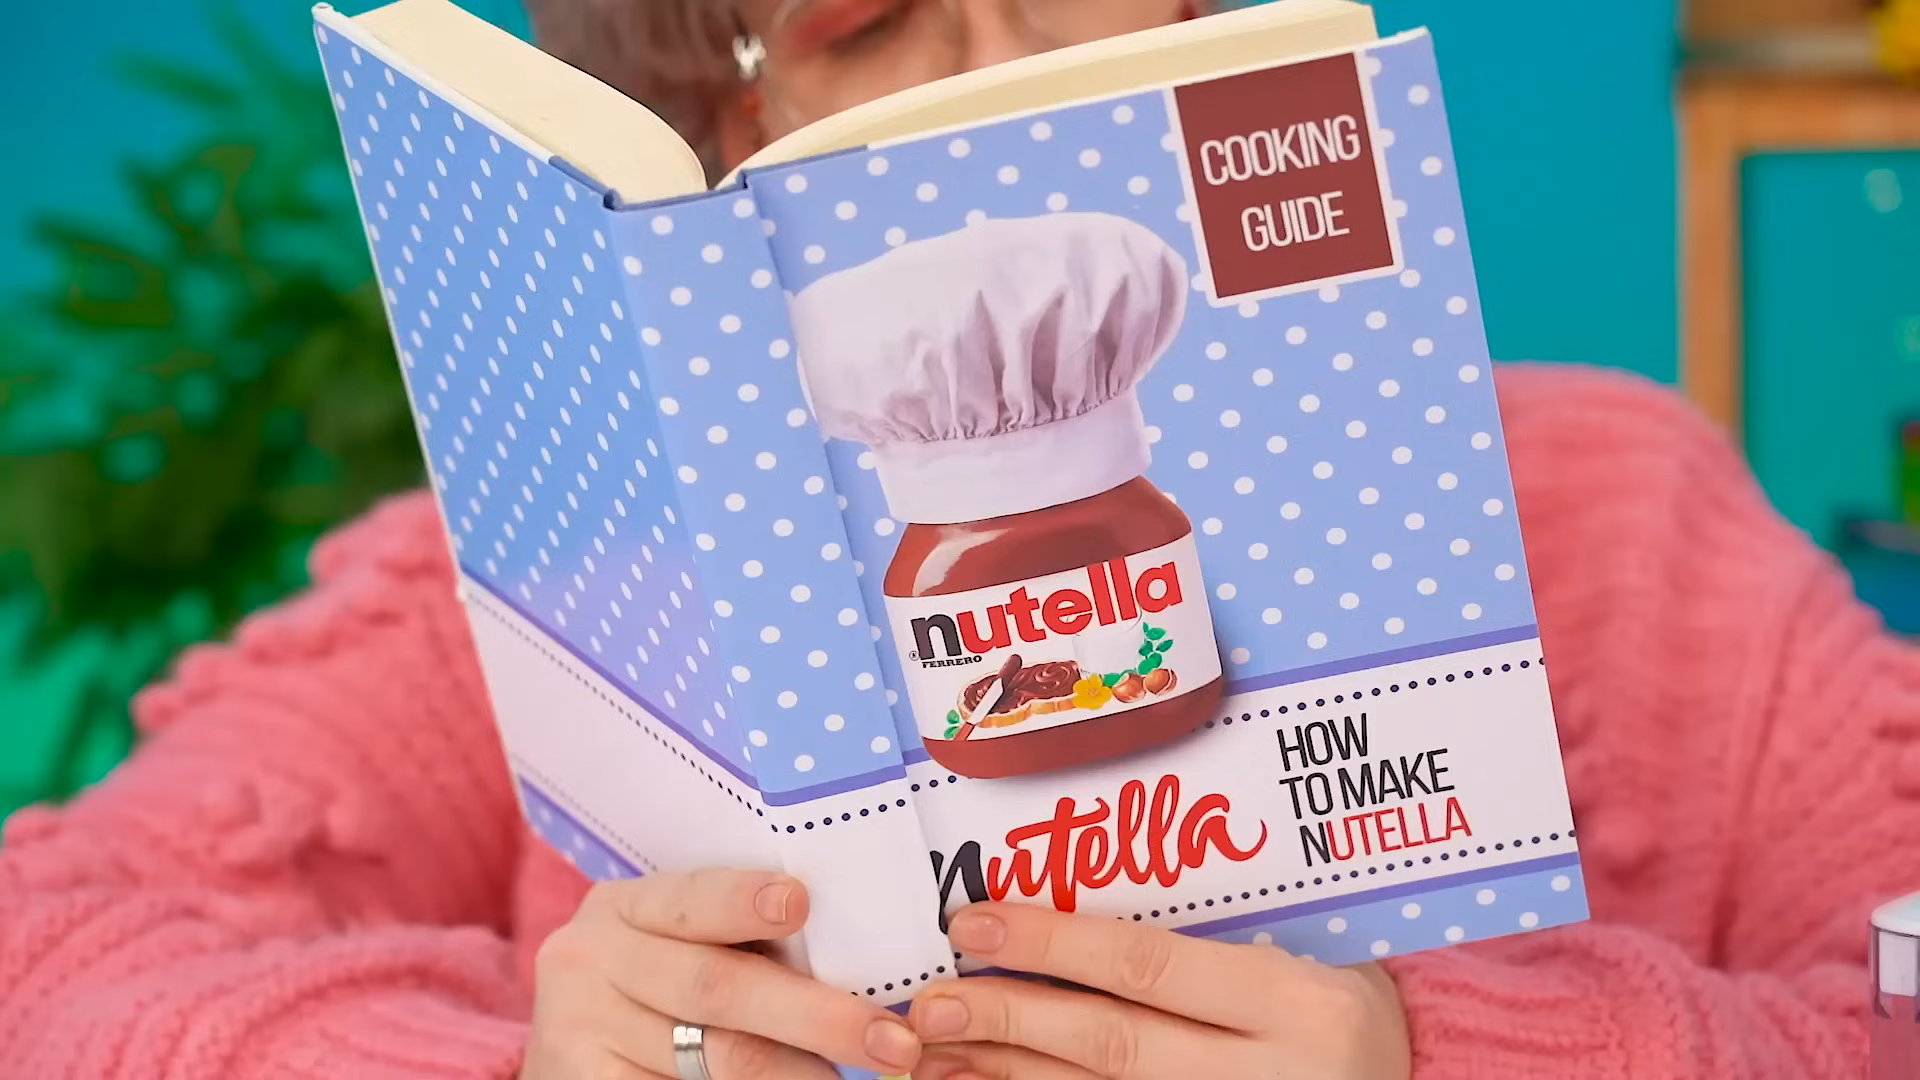 COOKING
GUIDE
nutella
® FERRERO
nutella
HOW
TO MAKE
NUTELLA